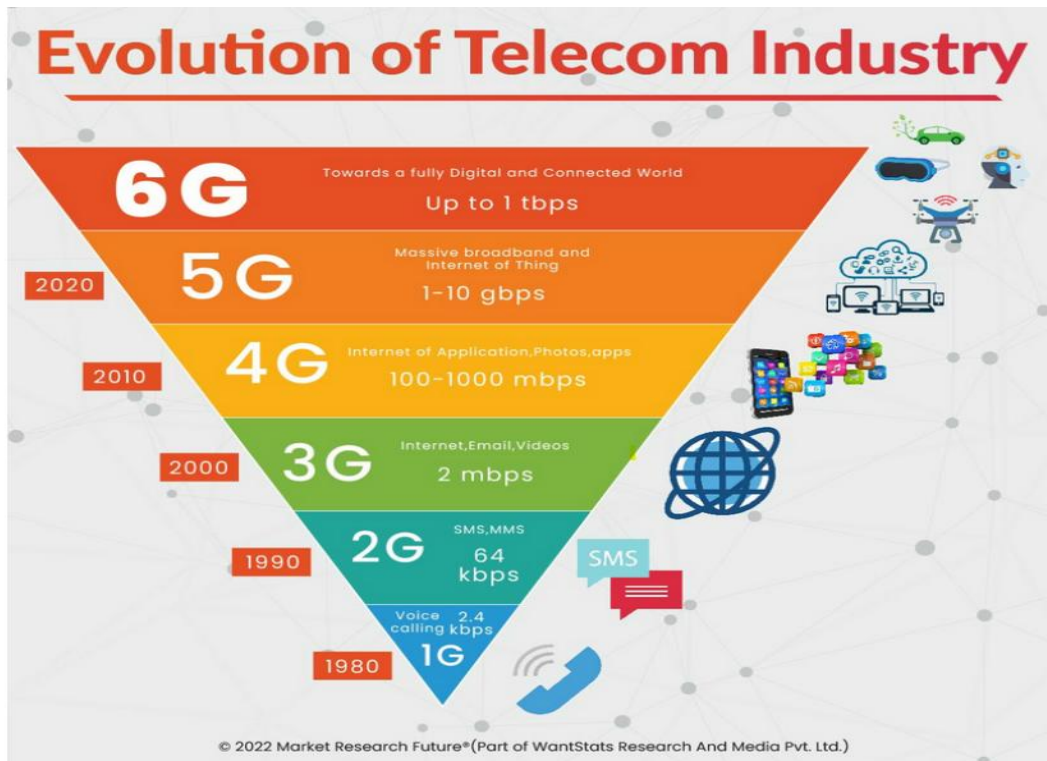 Evolution of Telecom Industry
6G
Towards a fully Digital and Connected World
Up to 1 tbps
2020
5G
Massive broadband and
Internet of Thing
1-10 gbps
2010
4G
Internet of Application,Photos,apps
100-1000 mbps
2000
3G
Internet,Email,Videos
2 mbps
1990
2G
SMS,MMS
64
kbps
SMS
1980
Voice 2.4
calling kbps
1G
© 2022 Market Research Future®(Part of WantStats Research And Media Pvt. Ltd.)